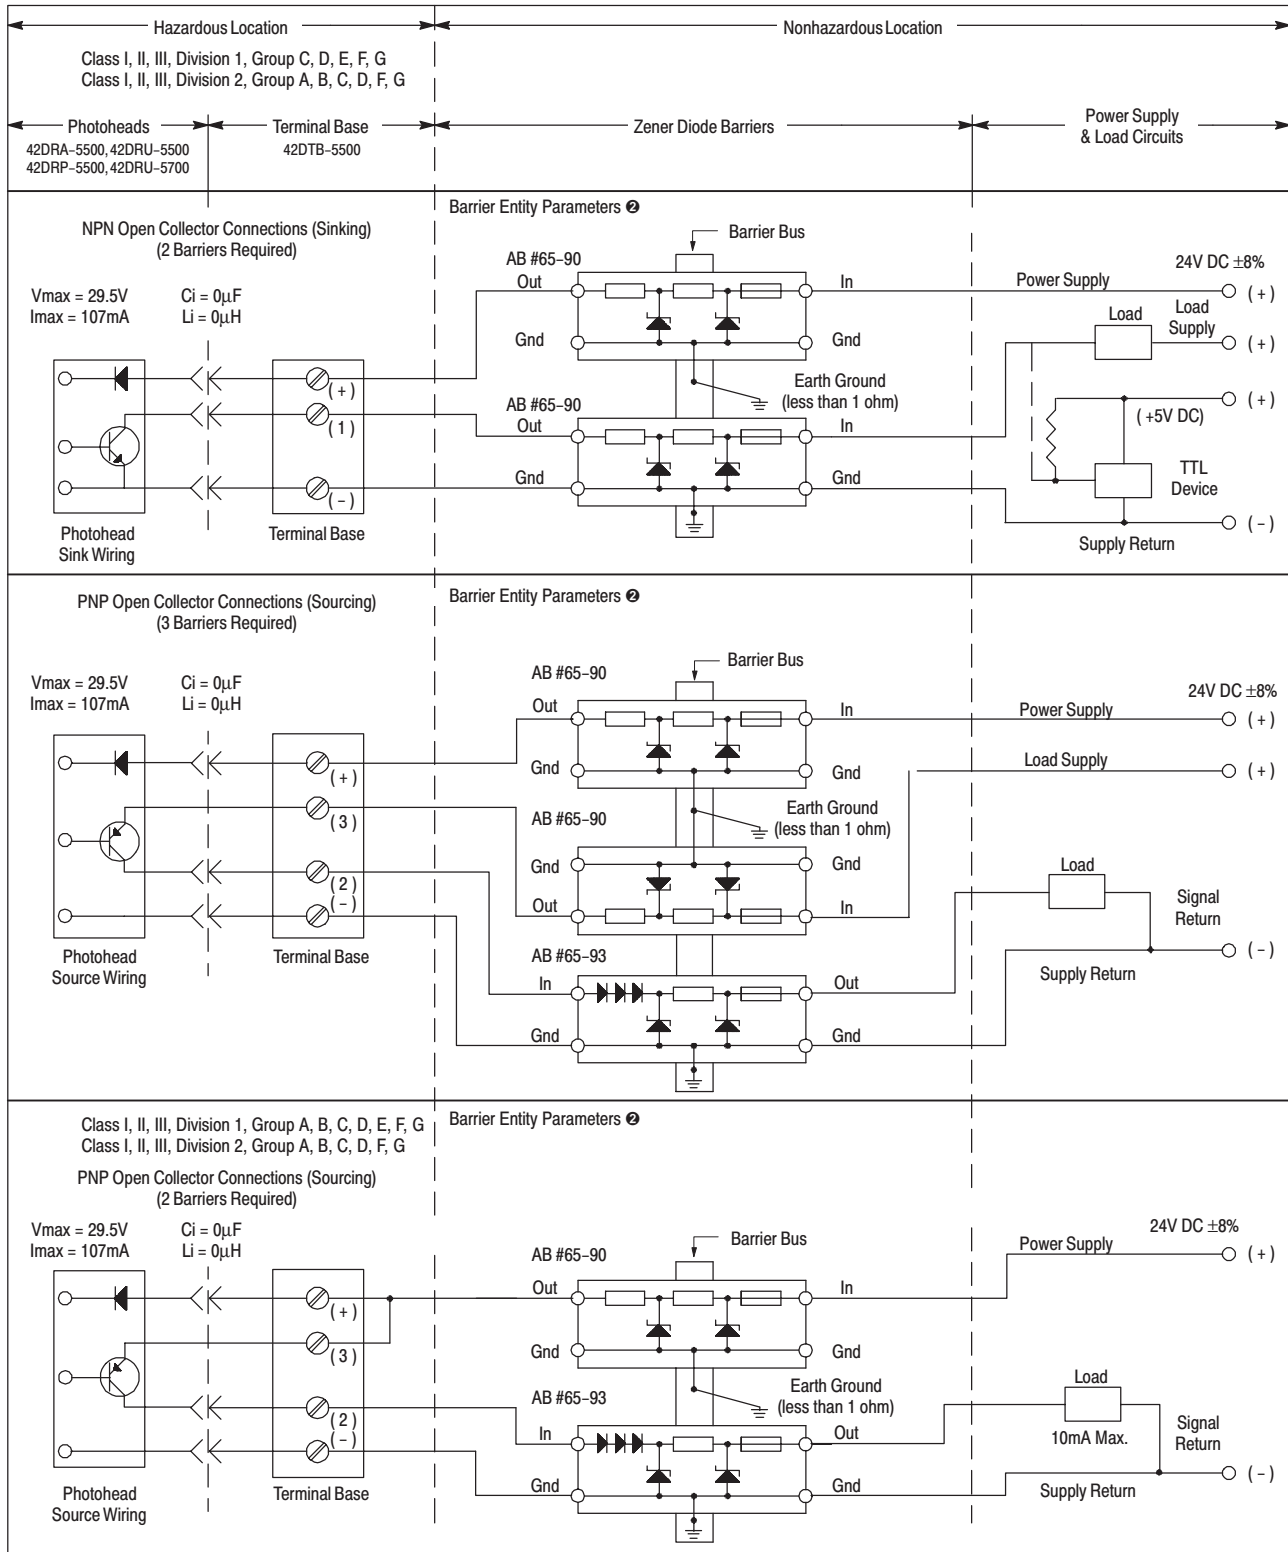 Hazardous Location
Nonhazardous Location
Class I, II, III, Division 1, Group C, D, E, F, G
Class I, II, III, Division 2, Group A, B, C, D, F, G
Photoheads
Terminal Base
Zener Diode Barriers
Power Supply
& Load Circuits
42DRA-5500, 42DRU-5500
42DTB-5500
42DRP-5500, 42DRU-5700
NPN Open Collector Connections (Sinking)
(2 Barriers Required)
Barrier Entity Parameters ❷
Barrier Bus
AB #65-90
24V DC ±8%
Vmax = 29.5V
Imax = 107mA
Ci = 0μF
Li = 0μH
Out
In
Power Supply
(+)
Load
Load
Supply
(+)
Gnd
Gnd
(+)
Earth Ground
(less than 1 ohm)
AB #65-90
(+5V DC)
(+)
(1)
Out
In
Gnd
Gnd
TTL
Device
(-)
(-)
Photohead
Sink Wiring
Terminal Base
Supply Return
PNP Open Collector Connections (Sourcing)
(3 Barriers Required)
Barrier Entity Parameters ❷
Barrier Bus
AB #65-90
24V DC ±8%
Vmax = 29.5V
Imax = 107mA
Ci = 0μF
Li = 0μH
Out
In
Power Supply
(+)
(+)
Gnd
Gnd
Load Supply
(+)
(3)
AB #65-90
Earth Ground
(less than 1 ohm)
Gnd
Gnd
(2)
(-)
Out
In
Load
Signal
Return
(-)
Photohead
Source Wiring
Terminal Base
AB #65-93
Supply Return
In
Out
Gnd
Gnd
Class I, II, III, Division 1, Group A, B, C, D, E, F, G
Class I, II, III, Division 2, Group A, B, C, D, F, G
Barrier Entity Parameters ❷
PNP Open Collector Connections (Sourcing)
(2 Barriers Required)
Vmax = 29.5V
Imax = 107mA
Ci = 0μF
Li = 0μH
Barrier Bus
AB #65-90
24V DC ±8%
Power Supply
(+)
Out
In
(+)
(3)
Gnd
Gnd
Earth Ground
(less than 1 ohm)
AB #65-93
Load
10mA Max.
Signal
Return
(2)
(-)
In
Out
(-)
Gnd
Gnd
Supply Return
Photohead
Source Wiring
Terminal Base